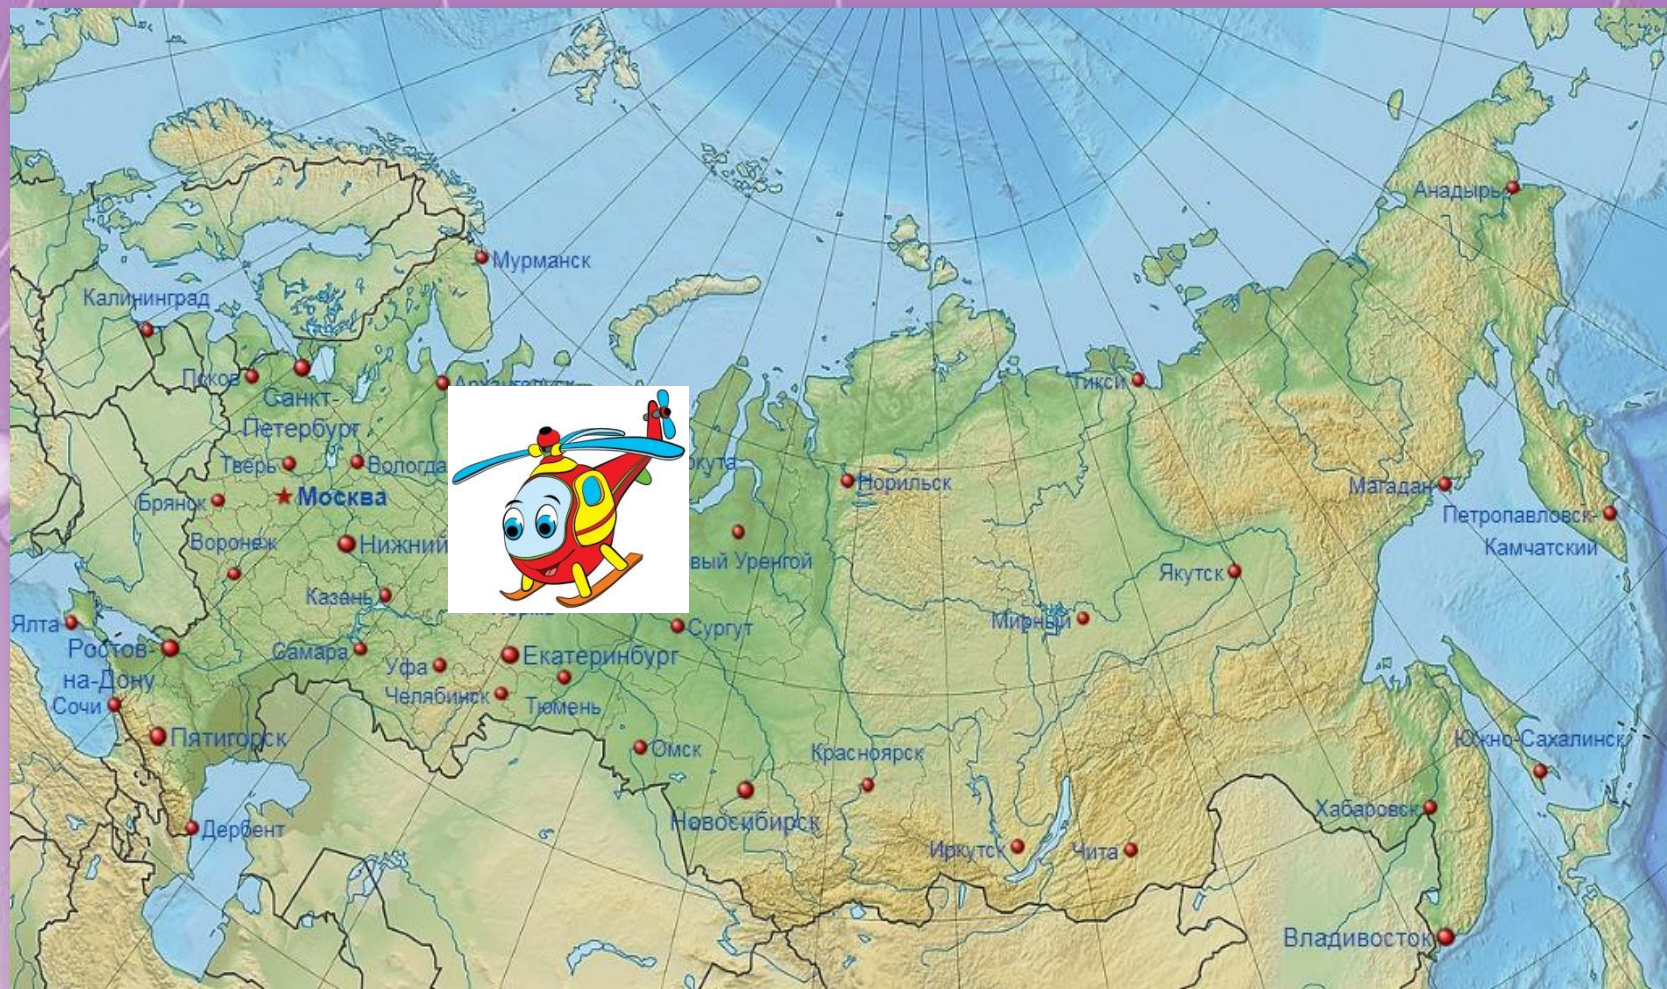 Анадырь
Мурманск
Калининград
Псков
Архангельск
Тикси
Санкт-
Петербург
Тверь
Вологда
Норильск
Магадан
Брянск
Москва
Петропавловск-
Камчатский
Воронеж
Нижний
вый Уренгой
Якутск
Казань
Мирный
Ялта
Сургут
Ростов-
на-Дону
Самара
Уфа
Екатеринбург
Челябинск
Тюмень
Сочи
Пятигорск
Омск
Красноярск
Южно-Сахалинск
Хабаровск
Новосибирск
Дербент
Иркутск
Чита
Владивосток